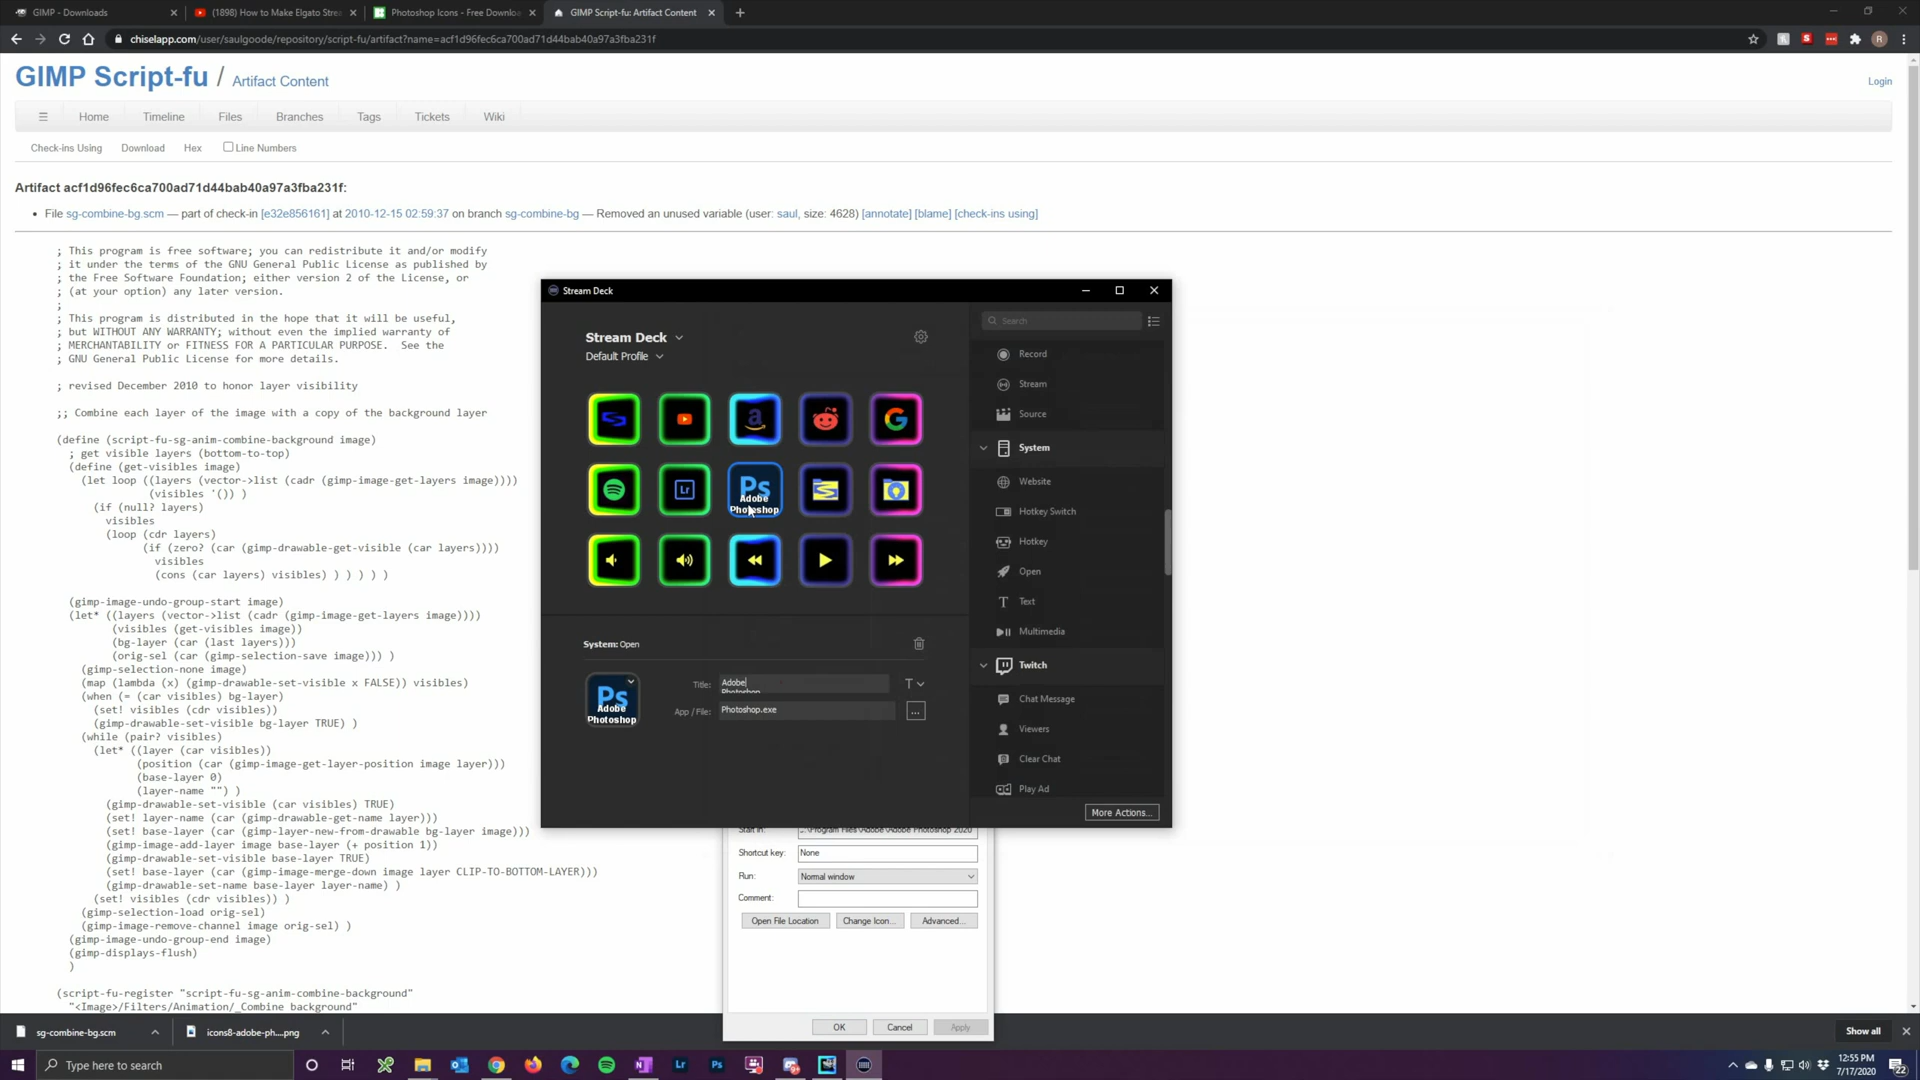 GIMP - Downloads
(1898) How to Make Elgato Stre
Photoshop Icons - Free Downloa
GIMP Script-fu: Artifact Content
chiselapp.com/user/saulgoode/repository/script-fu/artifact?name=acf1d96fec6ca700ad71d44bab40a97a3fba231f
GIMP Script-fu / Artifact Content
Login
Home Timeline Files Branches Tags Tickets Wiki
Check-ins Using Download Hex Line Numbers
Artifact acf1d96fec6ca700ad71d44bab40a97a3fba231f:
• File sg-combine-bg.scm — part of check-in [e32e856161] at 2010-12-15 02:59:37 on branch sg-combine-bg — Removed an unused variable (user: saul, size: 4628) [annotate] [blame] [check-ins using]
; This program is free software; you can redistribute it and/or modify
; it under the terms of the GNU General Public License as published by
; the Free Software Foundation; either version 2 of the License, or
; (at your option) any later version.
;
; This program is distributed in the hope that it will be useful,
; but WITHOUT ANY WARRANTY; without even the implied warranty of
; MERCHANTABILITY or FITNESS FOR A PARTICULAR PURPOSE.  See the
; GNU General Public License for more details.
; revised December 2010 to honor layer visibility
;; Combine each layer of the image with a copy of the background layer
(define (script-fu-sg-anim-combine-background image)
; get visible layers (bottom-to-top)
(define (get-visibles image)
(let loop ((layers (vector->list (cadr (gimp-image-get-layers image))))
(visibles '()) )
(if (null? layers)
visibles
(loop (cdr layers)
(if (zero? (car (gimp-drawable-get-visible (car layers))))
visibles
(cons (car layers) visibles) ) ) ) ) )
(gimp-image-undo-group-start image)
(let* ((layers (vector->list (cadr (gimp-image-get-layers image))))
(visibles (get-visibles image))
(bg-layer (car (last layers)))
(orig-sel (car (gimp-selection-save image))) )
(gimp-selection-none image)
(map (lambda (x) (gimp-drawable-set-visible x FALSE)) visibles)
(when (= (car visibles) bg-layer)
(set! visibles (cdr visibles))
(gimp-drawable-set-visible bg-layer TRUE) )
(while (pair? visibles)
(let* ((layer (car visibles))
(position (car (gimp-image-get-layer-position image layer)))
(base-layer 0)
(layer-name "") )
(gimp-drawable-set-visible (car visibles) TRUE)
(set! layer-name (car (gimp-drawable-get-name layer)))
(set! base-layer (car (gimp-layer-new-from-drawable bg-layer image)))
(gimp-image-add-layer image base-layer (+ position 1))
(gimp-drawable-set-visible base-layer TRUE)
(set! base-layer (car (gimp-image-merge-down image layer CLIP-TO-BOTTOM-LAYER)))
(gimp-drawable-set-name base-layer layer-name) )
(set! visibles (cdr visibles)) )
(gimp-selection-load orig-sel)
(gimp-image-remove-channel image orig-sel) )
(gimp-image-undo-group-end image)
(gimp-displays-flush)
)
(script-fu-register "script-fu-sg-anim-combine-background"
"<Image>/Filters/Animation/_Combine background"
Stream Deck
Stream Deck
Default Profile
Lr
Ps
Adobe
Photoshop
System: Open
Ps
Adobe
Photoshop
Title: Adobe
Photoshop
App / File: Photoshop.exe
...
Search
Record
Stream
Source
System
Website
Hotkey Switch
Hotkey
Open
Text
Multimedia
Twitch
Chat Message
Viewers
Clear Chat
Play Ad
More Actions...
Start in: ..:\Program Files\Adobe\Adobe Photoshop 2020
Shortcut key: None
Run: Normal window
Comment:
Open File Location Change Icon... Advanced...
OK Cancel Apply
sg-combine-bg.scm
icons8-adobe-ph....png
Show all
Type here to search
Lr Ps
12:55 PM
7/17/2020
22